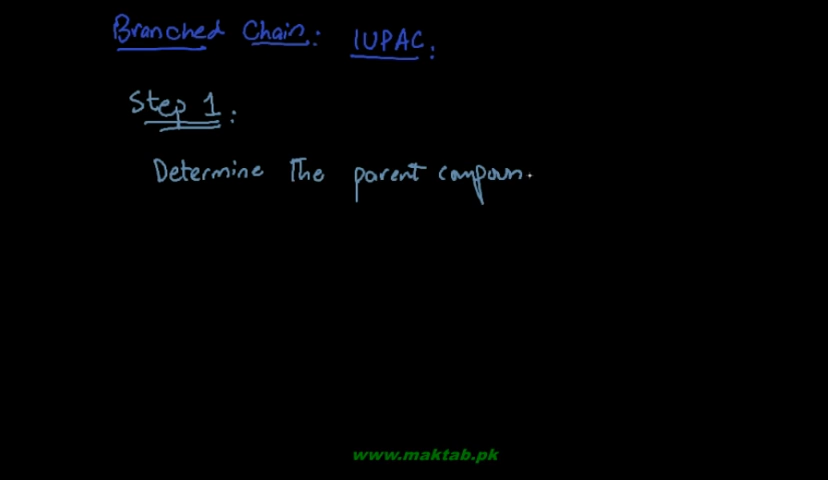 Branched Chain: IUPAC:
Step 1:
Determine The parent compoun
www.maktab.pk